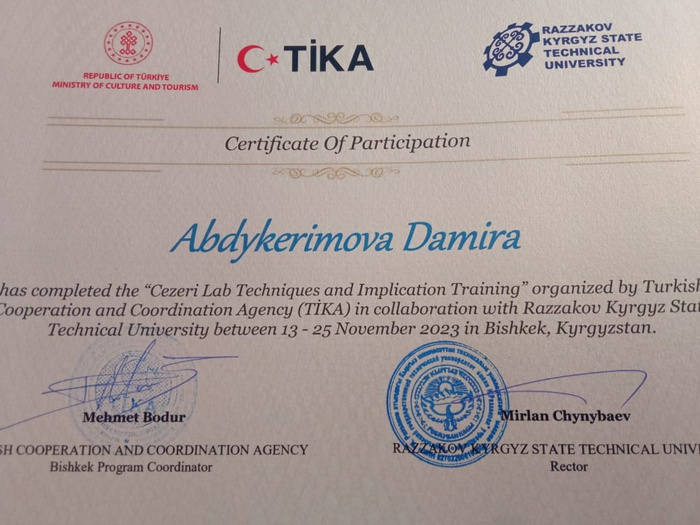 REPUBLIC OF TÜRKİYE
MINISTRY OF CULTURE AND TOURISM
TİKA
RAZZAKOV
KYRGYZ STATE
TECHNICAL
UNIVERSITY
Certificate Of Participation
Abdykerimova Damira
has completed the “Cezeri Lab Techniques and Implication Training” organized by Turkish
Cooperation and Coordination Agency (TİKA) in collaboration with Razzakov Kyrgyz Stat
Technical University between 13 - 25 November 2023 in Bishkek, Kyrgyzstan.
Mehmet Bodur
SH COOPERATION AND COORDINATION AGENCY
Bishkek Program Coordinator
Mirlan Chynybaev
RAZZAKOV KYRGYZ STATE TECHNICAL UNIV
Rector